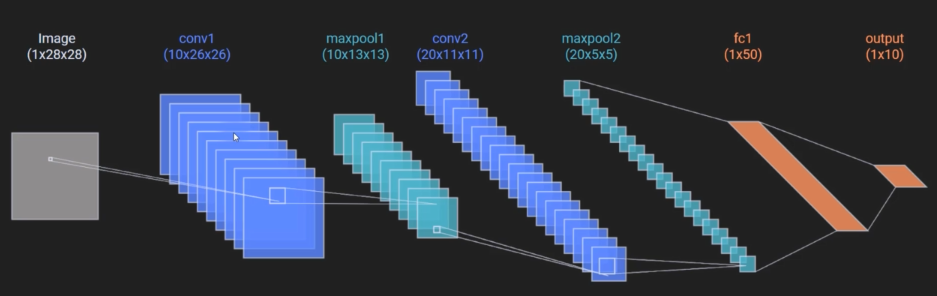 Image
(1x28x28)
conv1
(10x26x26)
maxpool1
(10x13x13)
conv2
(20x11x11)
maxpool2
(20x5x5)
fc1
(1x50)
output
(1x10)